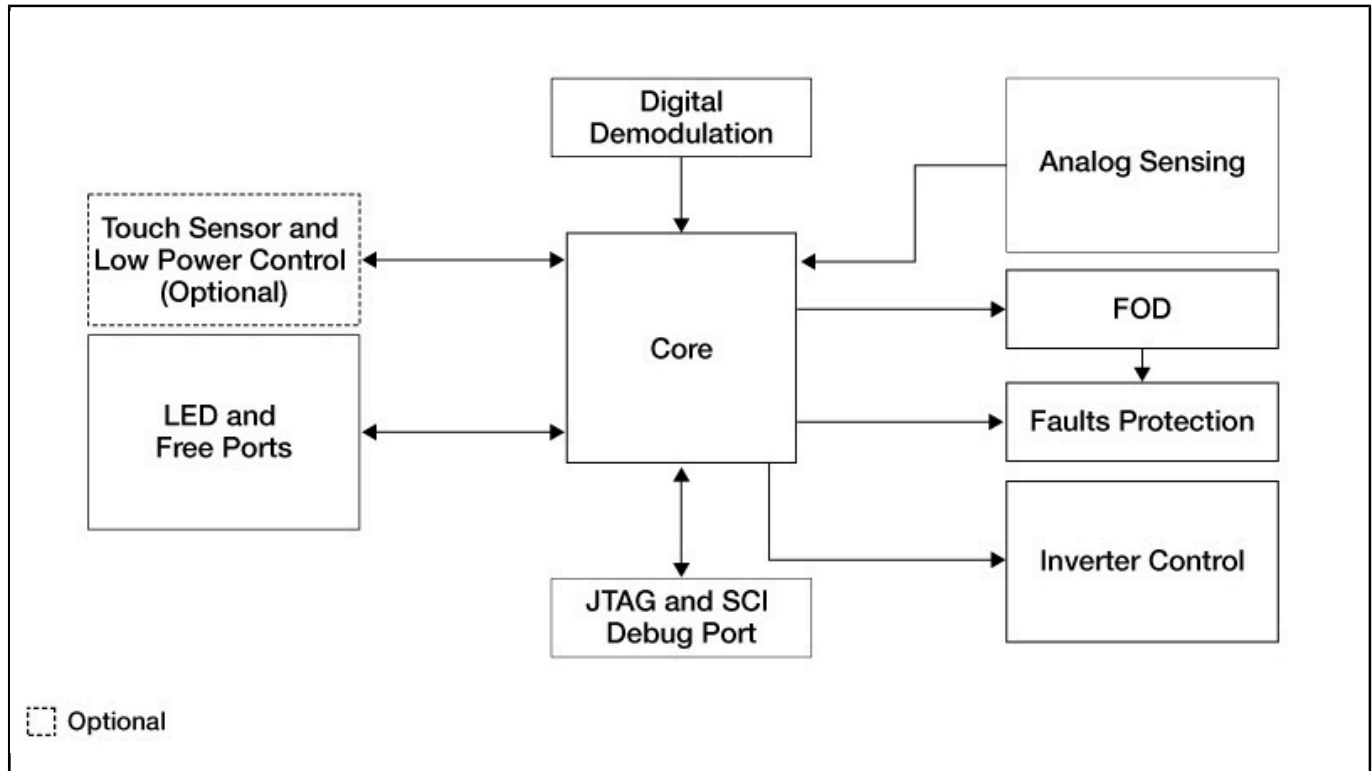 Digital
Demodulation
Analog Sensing
Touch Sensor and
Low Power Control
(Optional)
FOD
Core
LED and
Free Ports
Faults Protection
Inverter Control
JTAG and SCI
Debug Port
Optional